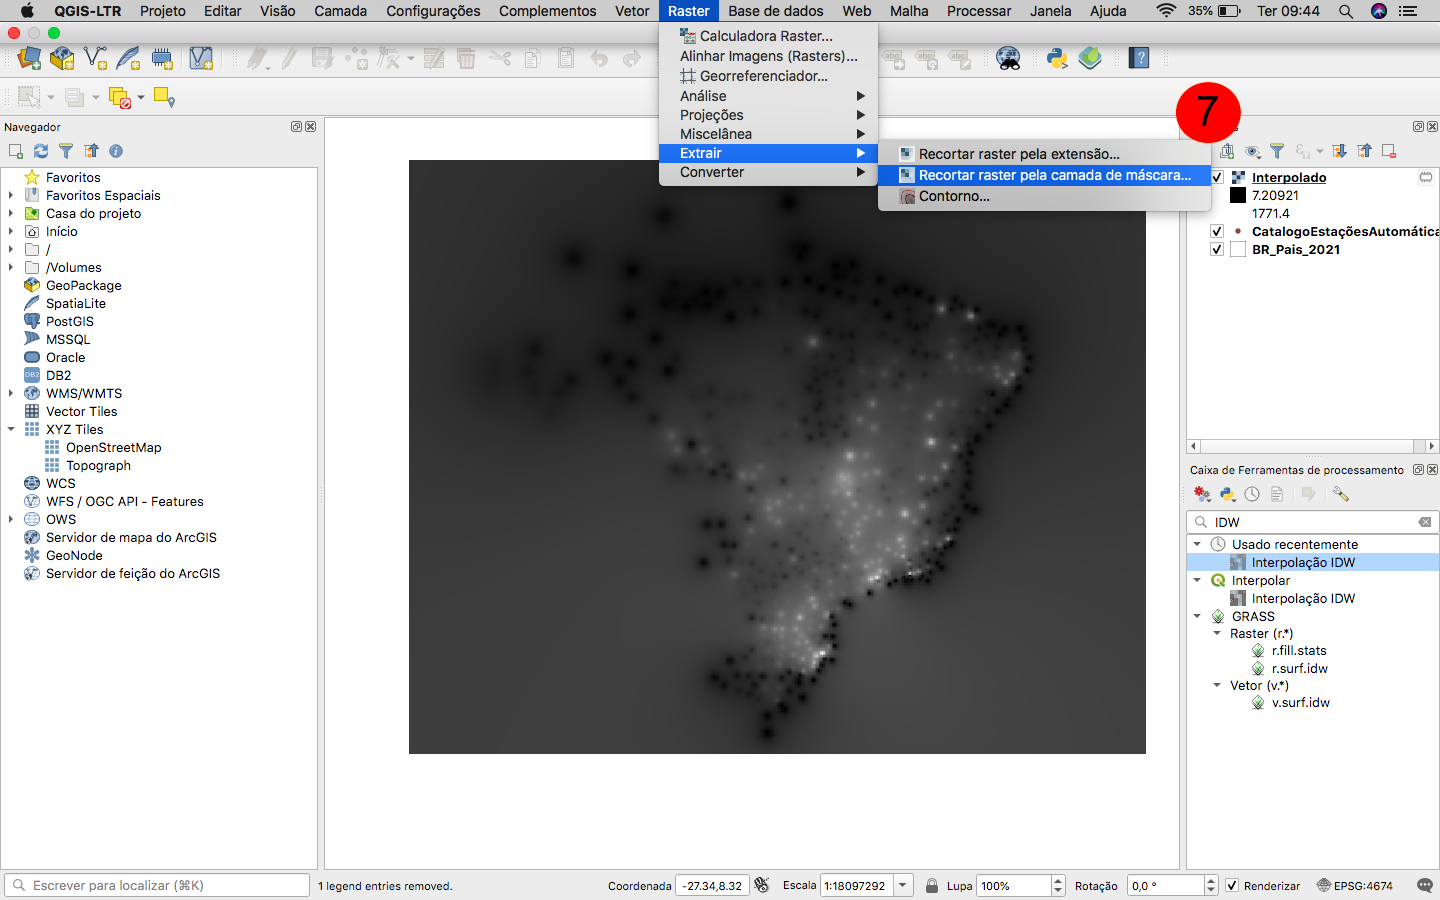 QGIS-LTR Projeto Editar Visão Camada Configurações Complementos Vetor Raster Base de dados Web Malha Processar Janela Ajuda 35% Ter 09:44
Calculadora Raster...
Alinhar Imagens (Rasters)...
Georreferenciador...
Análise
Projeções
Miscelânea
Extrair
Converter
Recortar raster pela extensão...
Recortar raster pela camada de máscara...
Contorno...
7
Navegador
Favoritos
Favoritos Espaciais
Casa do projeto
Início
/
/Volumes
GeoPackage
SpatiaLite
PostGIS
MSSQL
Oracle
DB2
WMS/WMTS
Vector Tiles
XYZ Tiles
OpenStreetMap
Topograph
WCS
WFS / OGC API - Features
OWS
Servidor de mapa do ArcGIS
GeoNode
Servidor de feição do ArcGIS
Interpolado
7.20921
1771.4
CatalogoEstaçõesAutomática
BR_Pais_2021
Caixa de Ferramentas de processamento
IDW
Usado recentemente
Interpolação IDW
Interpolar
Interpolação IDW
GRASS
Raster (r.*)
r.fill.stats
r.surf.idw
Vetor (v.*)
v.surf.idw
Escrever para localizar (⌘K) 1 legend entries removed. Coordenada -27.34,8.32 Escala 1:18097292 Lupa 100% Rotação 0,0 ° Renderizar EPSG:4674